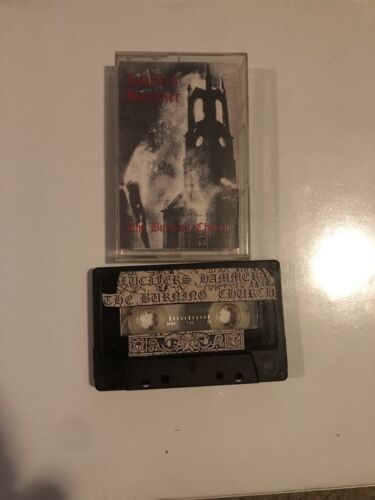 Lucifer's
Hammer
The Burning Church
LUCIFERS HAMMER
THE BURNING CHURCH